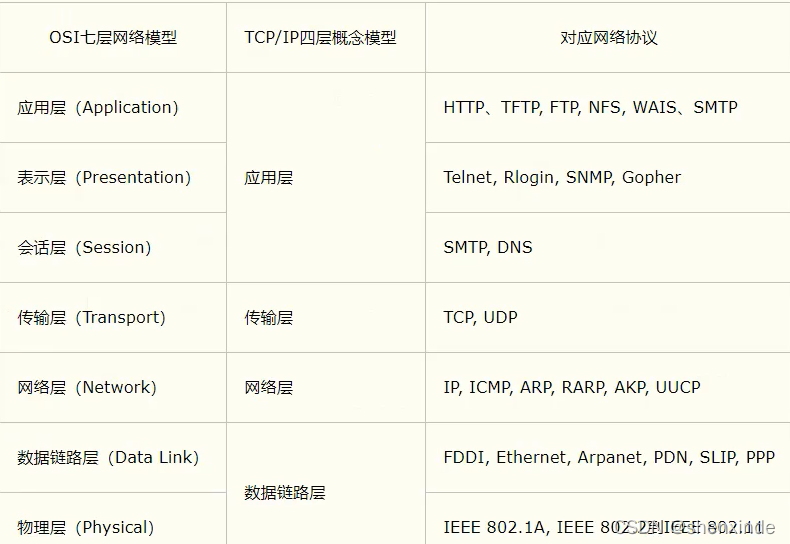 OSI七层网络模型 TCP/IP四层概念模型 对应网络协议
应用层（Application） HTTP、TFTP, FTP, NFS, WAIS、SMTP
表示层（Presentation） 应用层 Telnet, Rlogin, SNMP, Gopher
会话层（Session） SMTP, DNS
传输层（Transport） 传输层 TCP, UDP
网络层（Network） 网络层 IP, ICMP, ARP, RARP, AKP, UUCP
数据链路层（Data Link） FDDI, Ethernet, Arpanet, PDN, SLIP, PPP
数据链路层
物理层（Physical） IEEE 802.1A, IEEE 802.2到IEEE 802.11
CSDN @shenxinde